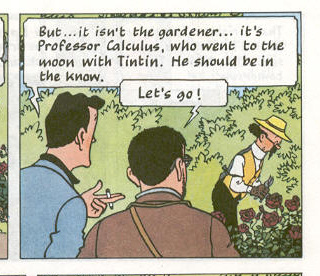 But...it isn't the gardener... it's
Professor Calculus, who went to the
moon with Tintin. He should be in
the know.
Let's go!